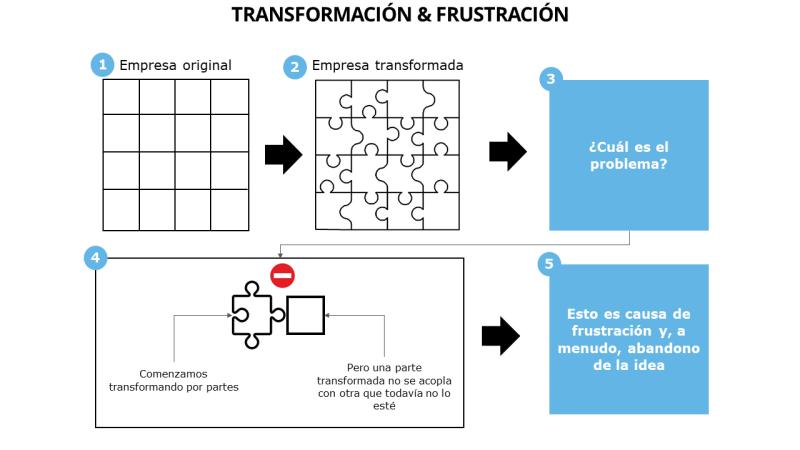 TRANSFORMACIÓN & FRUSTRACIÓN
1
Empresa original
2
Empresa transformada
3
¿Cuál es el
problema?
4
Comenzamos
transformando por partes
Pero una parte
transformada no se acopla
con otra que todavía no lo
esté
5
Esto es causa de
frustración y, a
menudo, abandono
de la idea